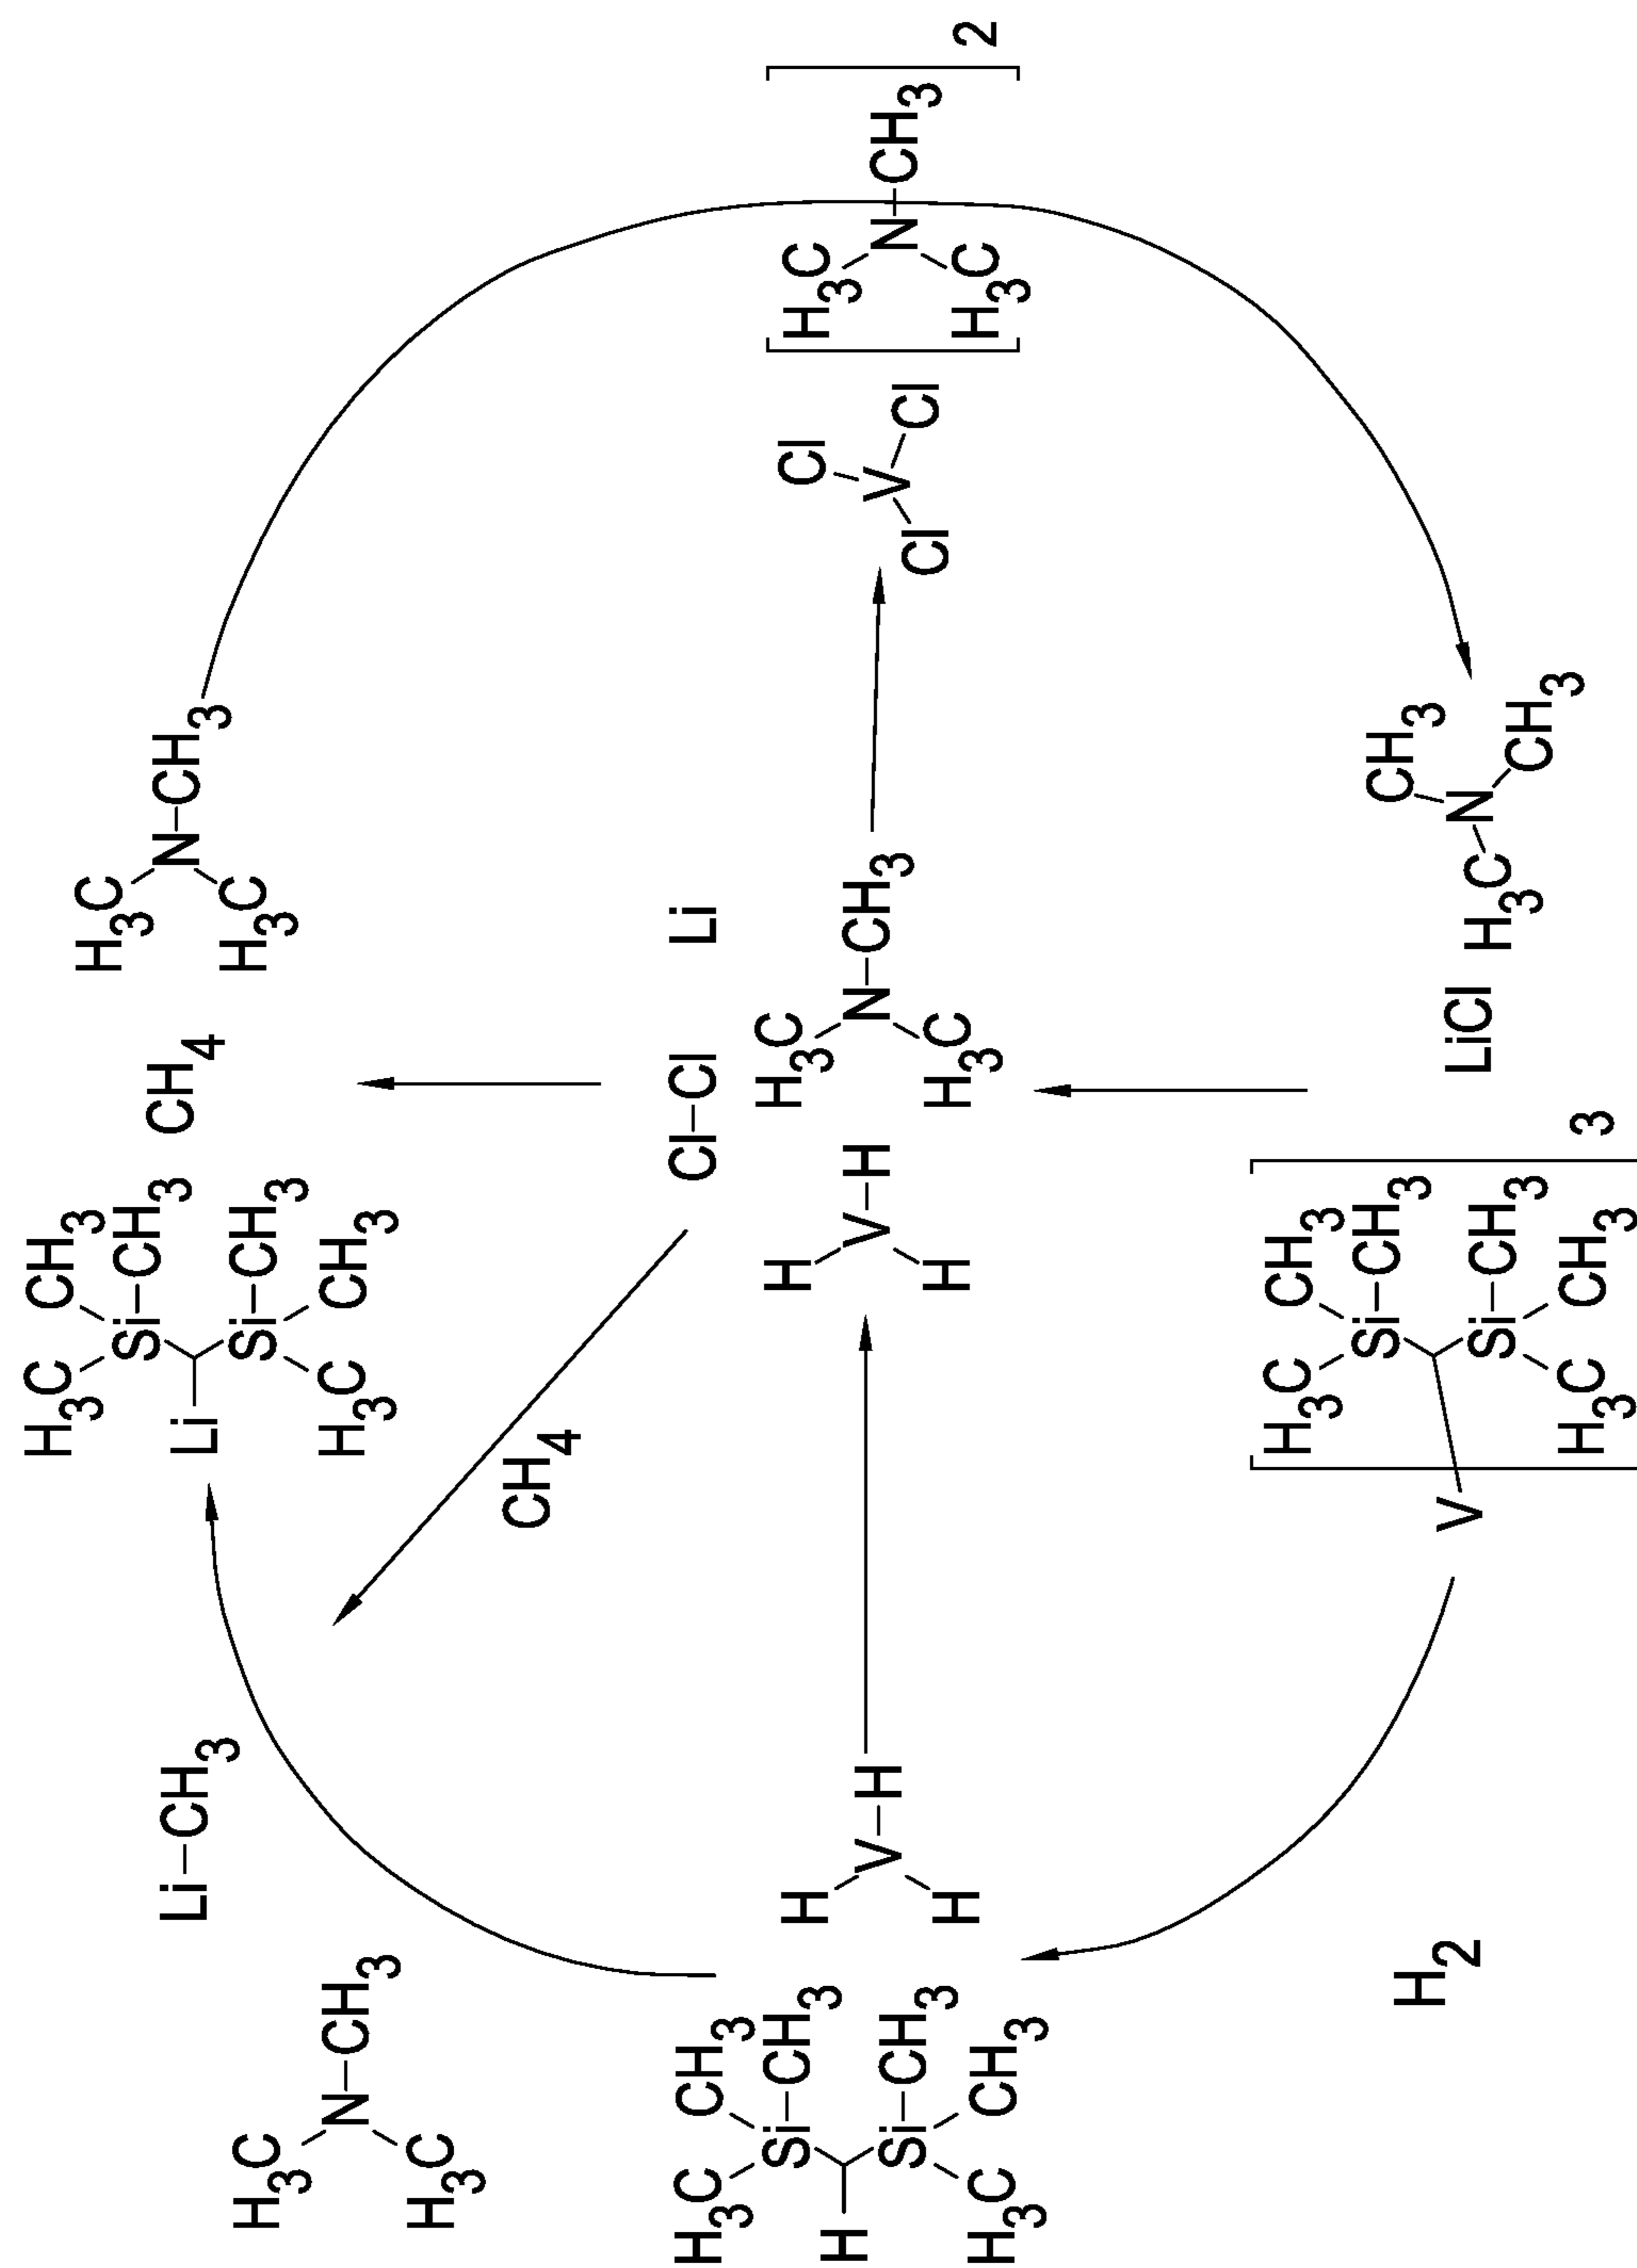 H3C CH3
Si–CH3
Li
Si–CH3
H3C CH3
CH4
H3C
N–CH3
H3C
Li–CH3
H3C
N–CH3
H3C
CH4
Cl–Cl Li
H3C CH3
Si–CH3
H
Si–CH3
H3C CH3
H
V–H
H
H
V–H
H
H3C
N–CH3
H3C
Cl
V
Cl Cl
H3C
N–CH3
H3C
2
H2
V
H3C CH3
Si–CH3
Si–CH3
H3C CH3
3
LiCl
CH3
N
H3C CH3